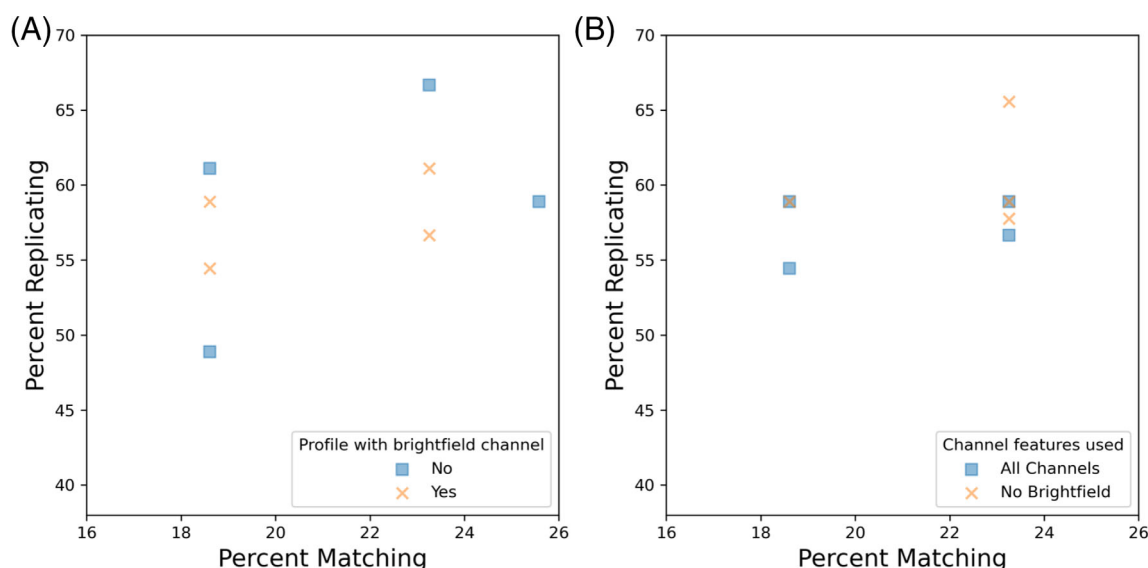 (A)
70
65
60
55
50
45
40
Percent Replicating
Profile with brightfield channel
No
Yes
16 18 20 22 24 26
Percent Matching
(B)
70
65
60
55
50
45
40
Percent Replicating
Channel features used
All Channels
No Brightfield
16 18 20 22 24 26
Percent Matching